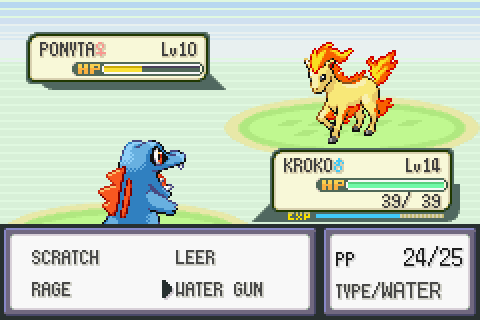 PONYTA♀ Lv10
HP
KROKO♂ Lv14
HP
39/ 39
EXP
SCRATCH LEER
RAGE WATER GUN
PP 24/25
TYPE/WATER